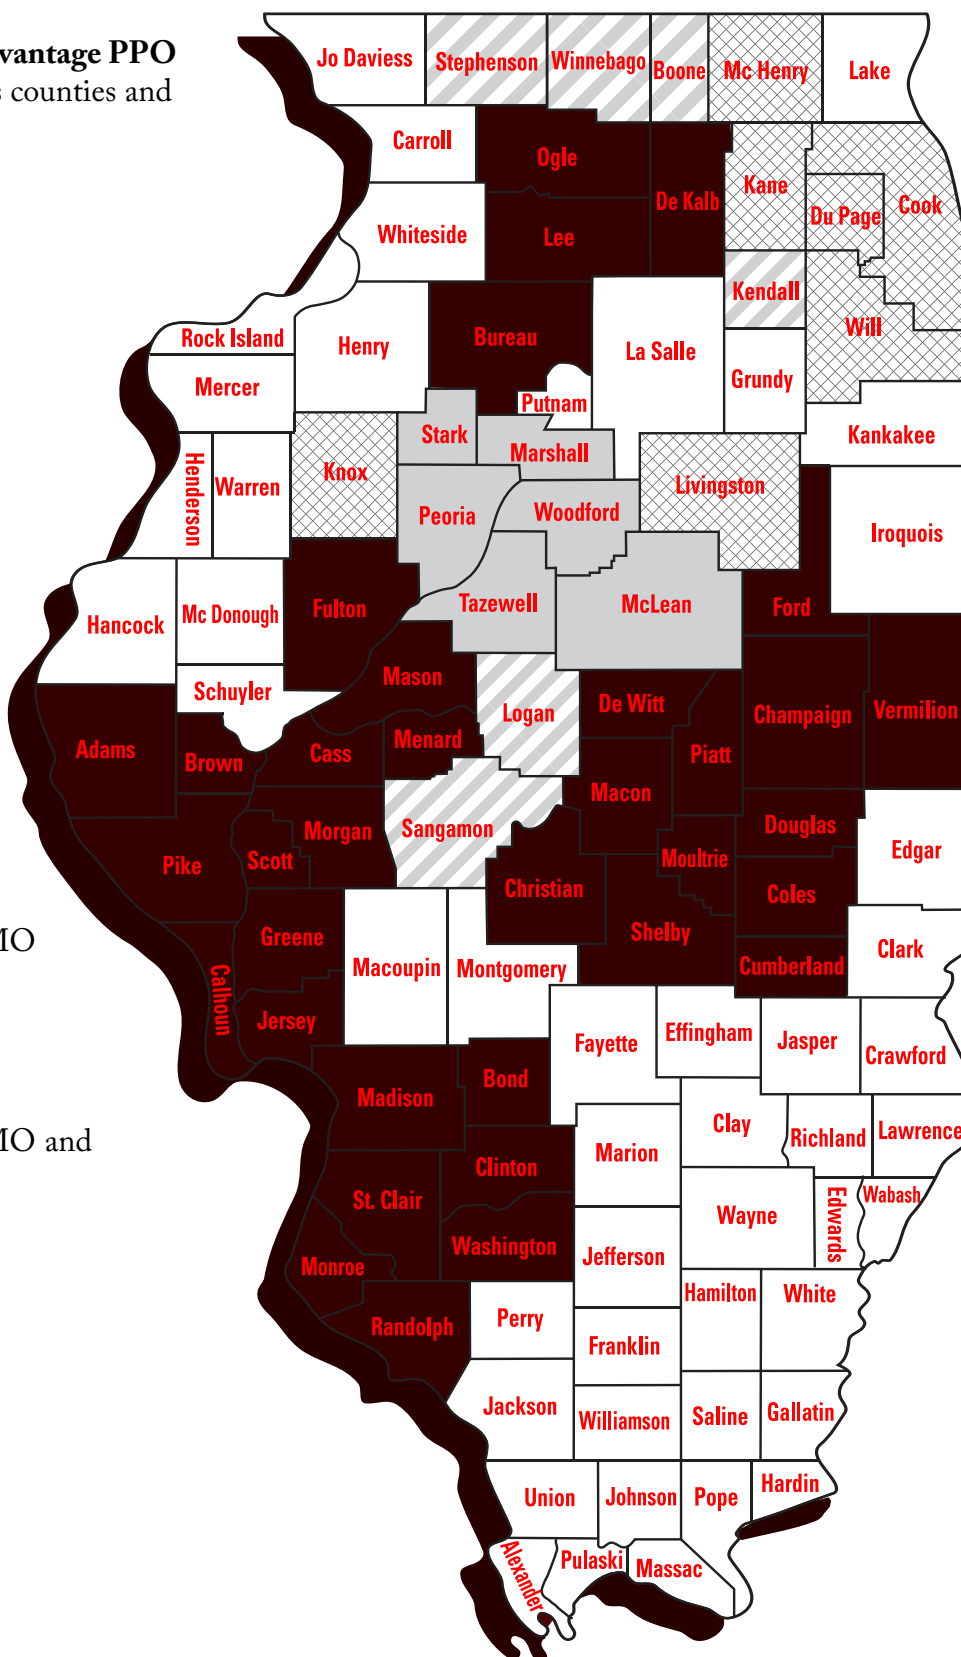 vantage PPO
s counties and
Jo Daviess
Stephenson
Winnebago
Boone
Mc Henry
Lake
Carroll
Ogle
De Kalb
Kane
Du Page
Cook
Whiteside
Lee
Kendall
Will
Rock Island
Henry
Bureau
La Salle
Grundy
Mercer
Putnam
Kankakee
Stark
Marshall
Henderson
Warren
Knox
Peoria
Woodford
Livingston
Iroquois
Hancock
Mc Donough
Fulton
Tazewell
McLean
Ford
Schuyler
Mason
Logan
De Witt
Champaign
Vermilion
Adams
Brown
Cass
Menard
Piatt
Macon
Pike
Scott
Morgan
Sangamon
Christian
Moultrie
Douglas
Edgar
Coles
MO
Greene
Macoupin
Montgomery
Shelby
Cumberland
Clark
Calhoun
Jersey
Fayette
Effingham
Jasper
Crawford
Madison
Bond
MO and
Marion
Clay
Richland
Lawrence
Clinton
St. Clair
Wayne
Edwards
Wabash
Washington
Monroe
Jefferson
Hamilton
White
Randolph
Perry
Franklin
Jackson
Williamson
Saline
Gallatin
Union
Johnson
Pope
Hardin
Alexander
Pulaski
Massac